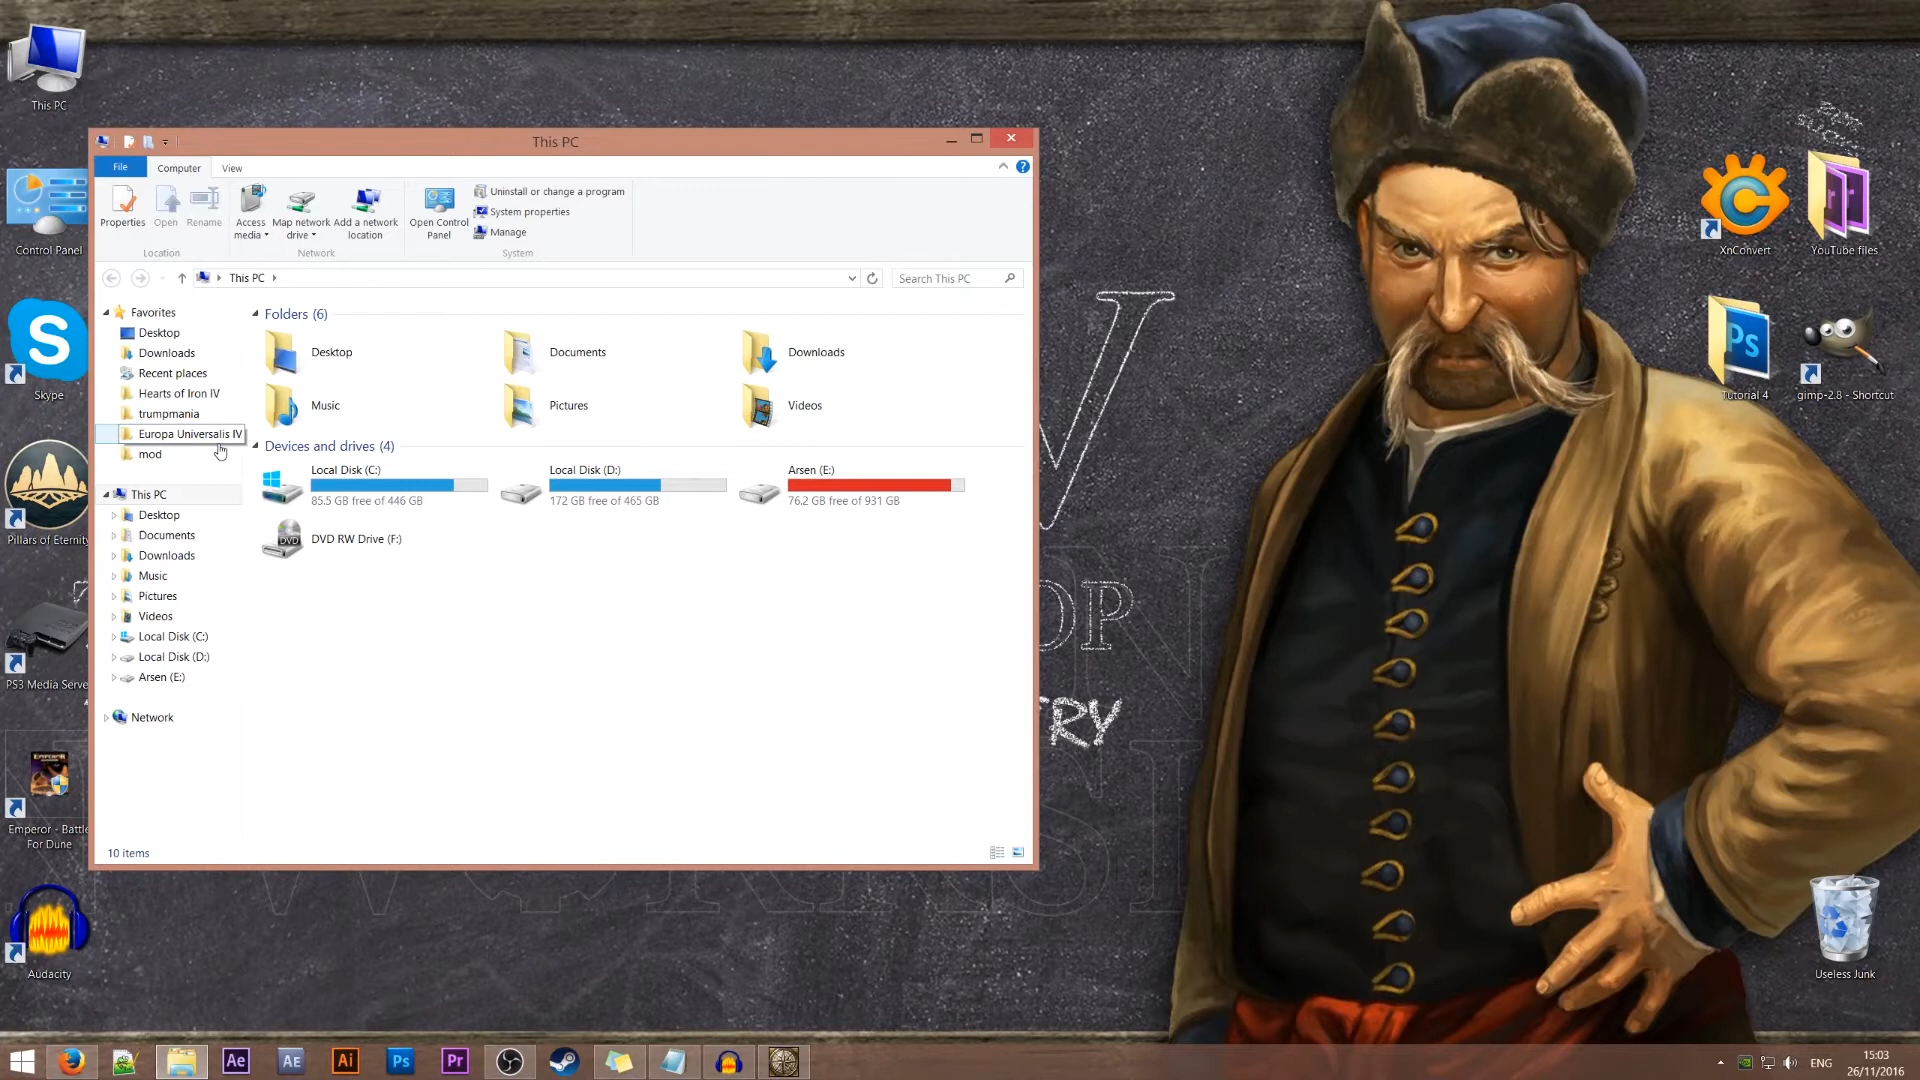 This PC
Control Panel
Skype
Pillars of Eternity
PS3 Media Serve
Emperor - Battle
For Dune
Audacity
This PC
File
Computer
View
Properties
Open
Rename
Access
media
Map network
drive
Add a network
location
Open Control
Panel
Uninstall or change a program
System properties
Manage
Location
Network
System
This PC
Search This PC
Favorites
Desktop
Downloads
Recent places
Hearts of Iron IV
trumpmania
Europa Universalis IV
mod
This PC
Desktop
Documents
Downloads
Music
Pictures
Videos
Local Disk (C:)
Local Disk (D:)
Arsen (E:)
Network
Folders (6)
Desktop
Documents
Downloads
Music
Pictures
Videos
Devices and drives (4)
Local Disk (C:)
85.5 GB free of 446 GB
Local Disk (D:)
172 GB free of 465 GB
Arsen (E:)
76.2 GB free of 931 GB
DVD
DVD RW Drive (F:)
10 items
XnConvert
YouTube files
Ps
Tutorial 4
gimp-2.8 - Shortcut
Useless Junk
Ae
AE
Ai
Ps
Pr
ENG
15:03
26/11/2016